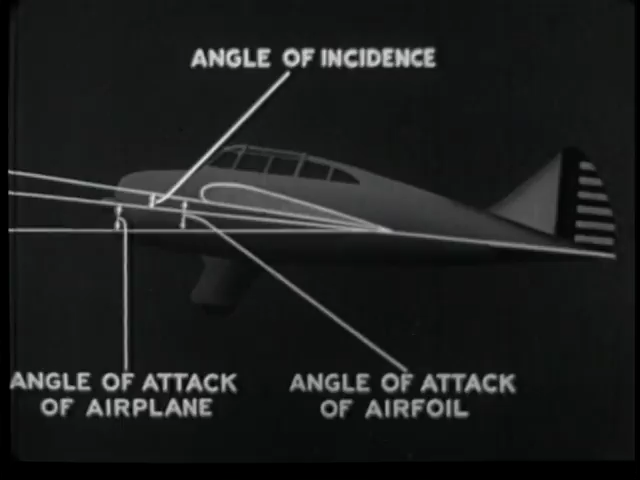 ANGLE OF INCIDENCE
ANGLE OF ATTACK
OF AIRPLANE
ANGLE OF ATTACK
OF AIRFOIL